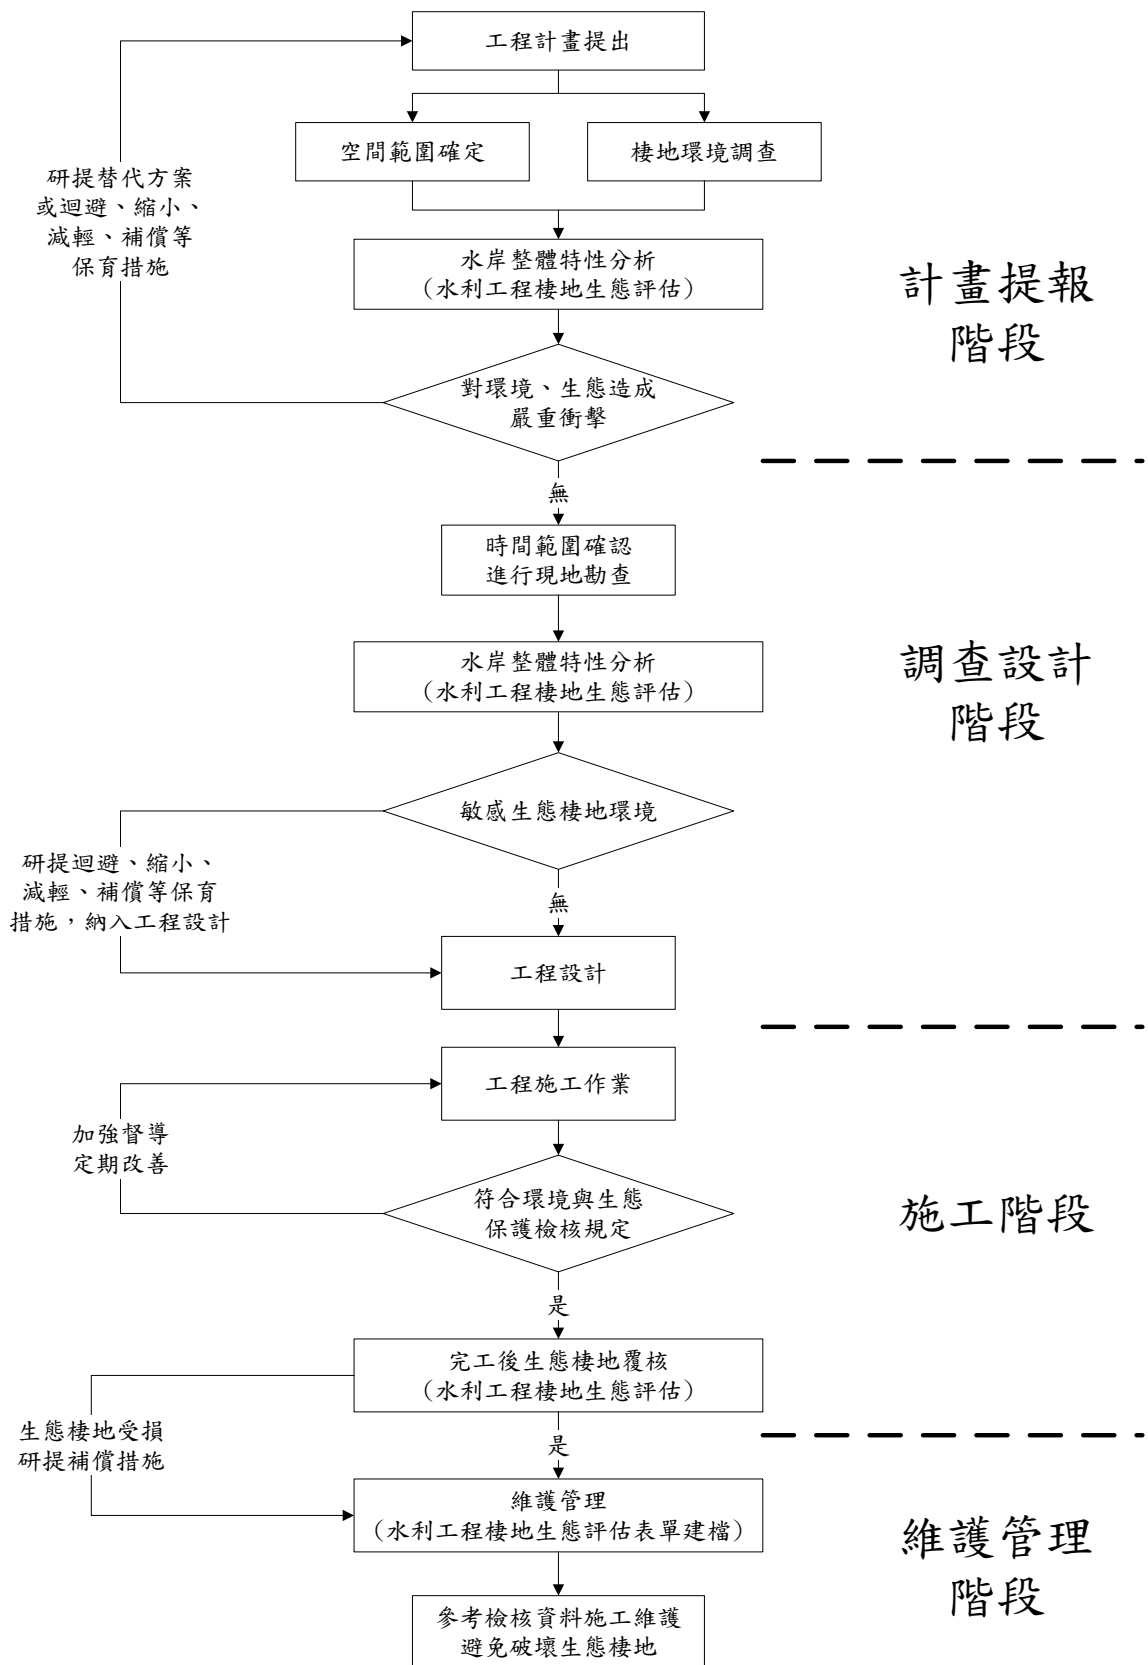 工程計畫提出
空間範圍確定
棲地環境調查
研提替代方案
或迴避、縮小、
減輕、補償等
保育措施
水岸整體特性分析
（水利工程棲地生態評估）
計畫提報
階段
對環境、生態造成
嚴重衝擊
無
時間範圍確認
進行現地勘查
水岸整體特性分析
（水利工程棲地生態評估）
調查設計
階段
敏感生態棲地環境
研提迴避、縮小、
減輕、補償等保育
措施，納入工程設計
無
工程設計
工程施工作業
加強督導
定期改善
符合環境與生態
保護檢核規定
施工階段
是
完工後生態棲地覆核
（水利工程棲地生態評估）
生態棲地受損
研提補償措施
是
維護管理
（水利工程棲地生態評估表單建檔）
維護管理
階段
參考檢核資料施工維護
避免破壞生態棲地